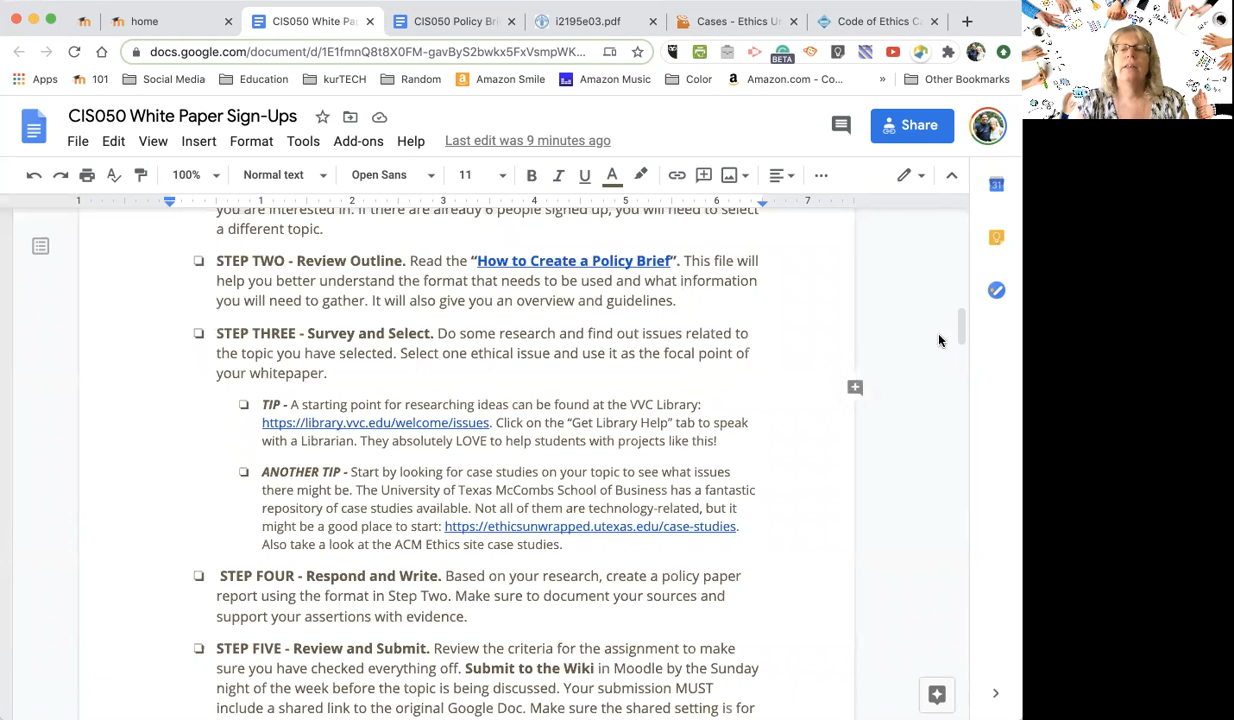 home
CIS050 White Pa
CIS050 Policy Bri
i2195e03.pdf
Cases - Ethics Un
Code of Ethics Ca
docs.google.com/document/d/1E1fmnQ8t8X0FM-gavByS2bwkx5FxVsmpWK...
BETA
Apps
101
Social Media
Education
kurTECH
Random
Amazon Smile
Amazon Music
Color
Amazon.com - Co...
»
Other Bookmarks
CIS050 White Paper Sign-Ups
Share
File Edit View Insert Format Tools Add-ons Help
Last edit was 9 minutes ago
100% Normal text Open Sans 11 B I U A
1 1 2 3 4 5 6 7
31
you are interested in. If there are already 6 people signed up, you will need to select
a different topic.
STEP TWO - Review Outline. Read the “How to Create a Policy Brief”. This file will
help you better understand the format that needs to be used and what information
you will need to gather. It will also give you an overview and guidelines.
STEP THREE - Survey and Select. Do some research and find out issues related to
the topic you have selected. Select one ethical issue and use it as the focal point of
your whitepaper.
TIP - A starting point for researching ideas can be found at the VVC Library:
https://library.vvc.edu/welcome/issues. Click on the “Get Library Help” tab to speak
with a Librarian. They absolutely LOVE to help students with projects like this!
ANOTHER TIP - Start by looking for case studies on your topic to see what issues
there might be. The University of Texas McCombs School of Business has a fantastic
repository of case studies available. Not all of them are technology-related, but it
might be a good place to start: https://ethicsunwrapped.utexas.edu/case-studies.
Also take a look at the ACM Ethics site case studies.
STEP FOUR - Respond and Write. Based on your research, create a policy paper
report using the format in Step Two. Make sure to document your sources and
support your assertions with evidence.
STEP FIVE - Review and Submit. Review the criteria for the assignment to make
sure you have checked everything off. Submit to the Wiki in Moodle by the Sunday
night of the week before the topic is being discussed. Your submission MUST
include a shared link to the original Google Doc. Make sure the shared setting is for